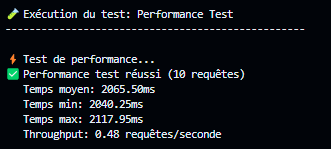 🧪 Exécution du test: Performance Test
--------------------------------------------------
⚡ Test de performance...
✅ Performance test réussi (10 requêtes)
Temps moyen: 2065.50ms
Temps min: 2040.25ms
Temps max: 2117.95ms
Throughput: 0.48 requêtes/seconde